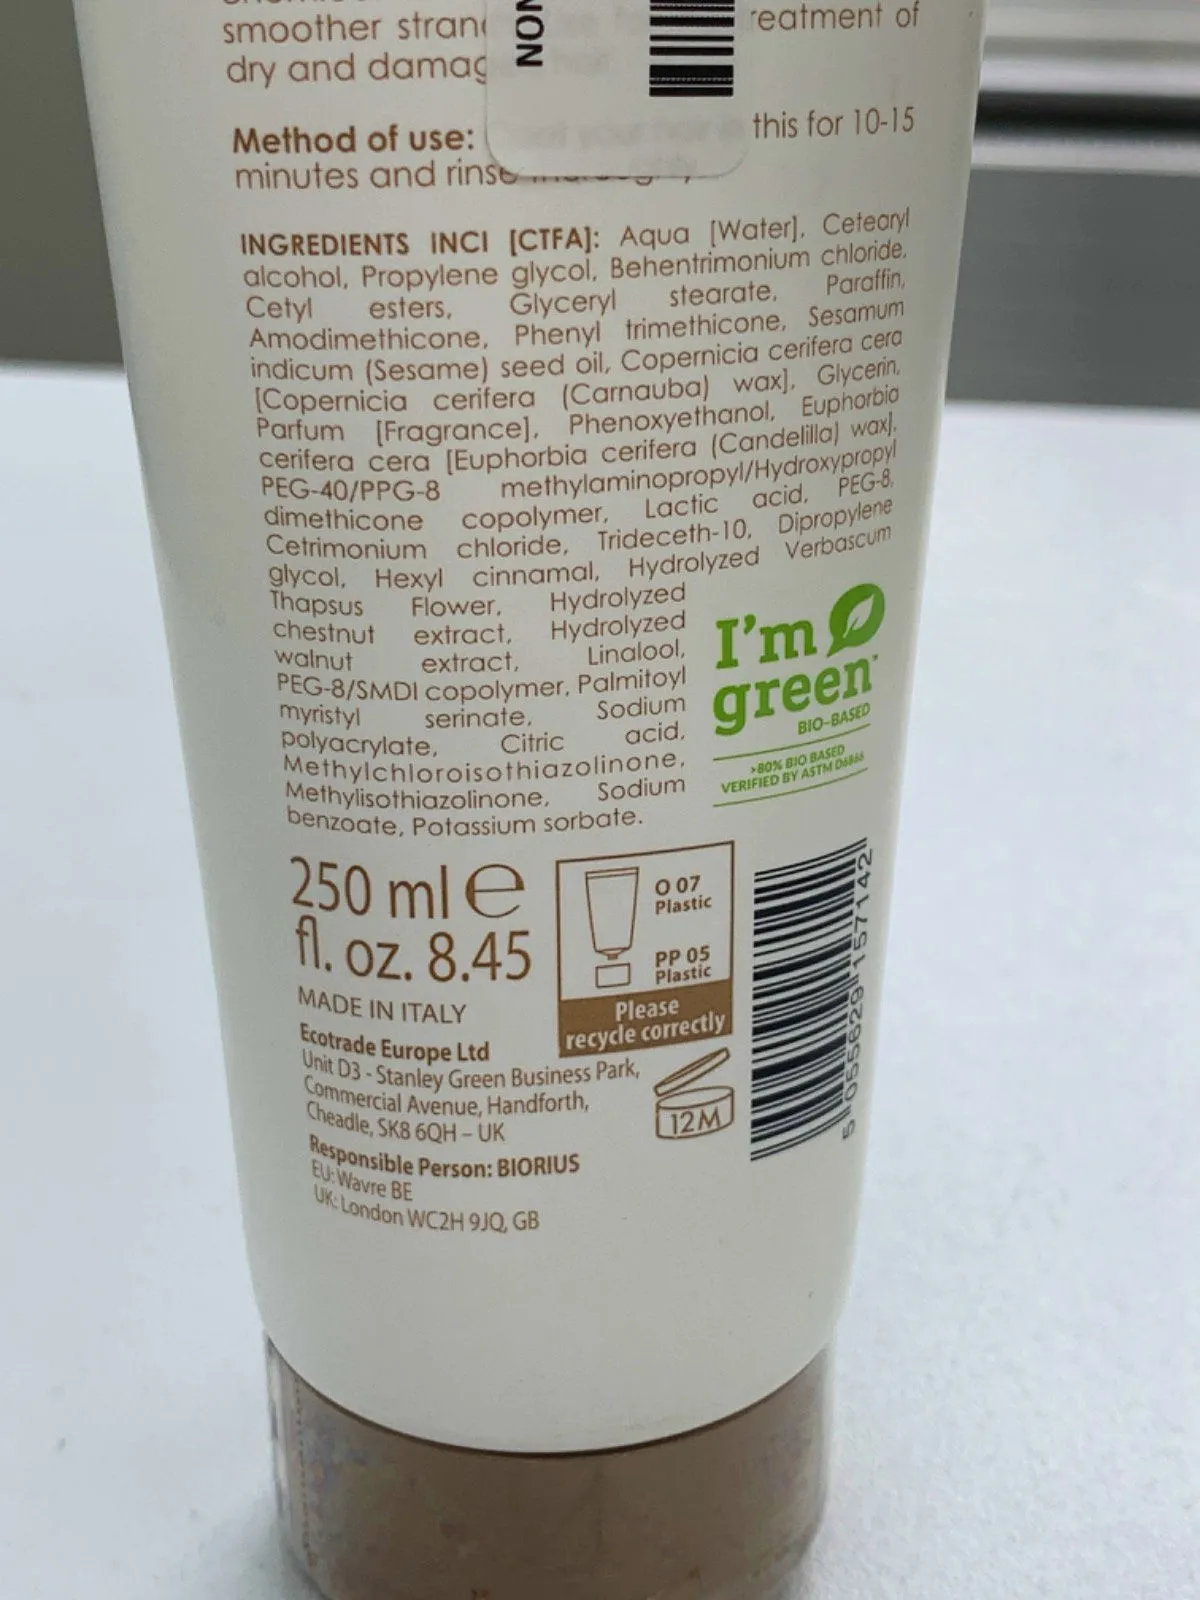 smoother stran
reatment of
dry and damag
NON
Method of use:
this for 10-15
minutes and rinse
INGREDIENTS INCI [CTFA]: Aqua [Water], Cetearyl
alcohol, Propylene glycol, Behentrimonium chloride,
Cetyl esters, Glyceryl stearate, Paraffin,
Amodimethicone, Phenyl trimethicone, Sesamum
indicum (Sesame) seed oil, Copernicia cerifera cera
[Copernicia cerifera (Carnauba) wax], Glycerin,
Parfum [Fragrance], Phenoxyethanol, Euphorbia
cerifera cera [Euphorbia cerifera (Candelilla) wax],
PEG-40/PPG-8 methylaminopropyl/Hydroxypropyl
dimethicone copolymer, Lactic acid, PEG-8,
Cetrimonium chloride, Trideceth-10, Dipropylene
glycol, Hexyl cinnamal, Hydrolyzed Verbascum
Thapsus Flower, Hydrolyzed
chestnut extract, Hydrolyzed
walnut extract, Linalool,
PEG-8/SMDI copolymer, Palmitoyl
myristyl serinate, Sodium
polyacrylate, Citric acid,
Methylchloroisothiazolinone,
Methylisothiazolinone, Sodium
benzoate, Potassium sorbate.
I'm
green™
BIO-BASED
>80% BIO BASED
VERIFIED BY ASTM D6866
250 ml e
fl. oz. 8.45
O 07
Plastic
PP 05
Plastic
Please
recycle correctly
MADE IN ITALY
Ecotrade Europe Ltd
Unit D3 - Stanley Green Business Park,
Commercial Avenue, Handforth,
Cheadle, SK8 6QH – UK
12M
Responsible Person: BIORIUS
EU: Wavre BE
UK: London WC2H 9JQ, GB
5 055629 157142